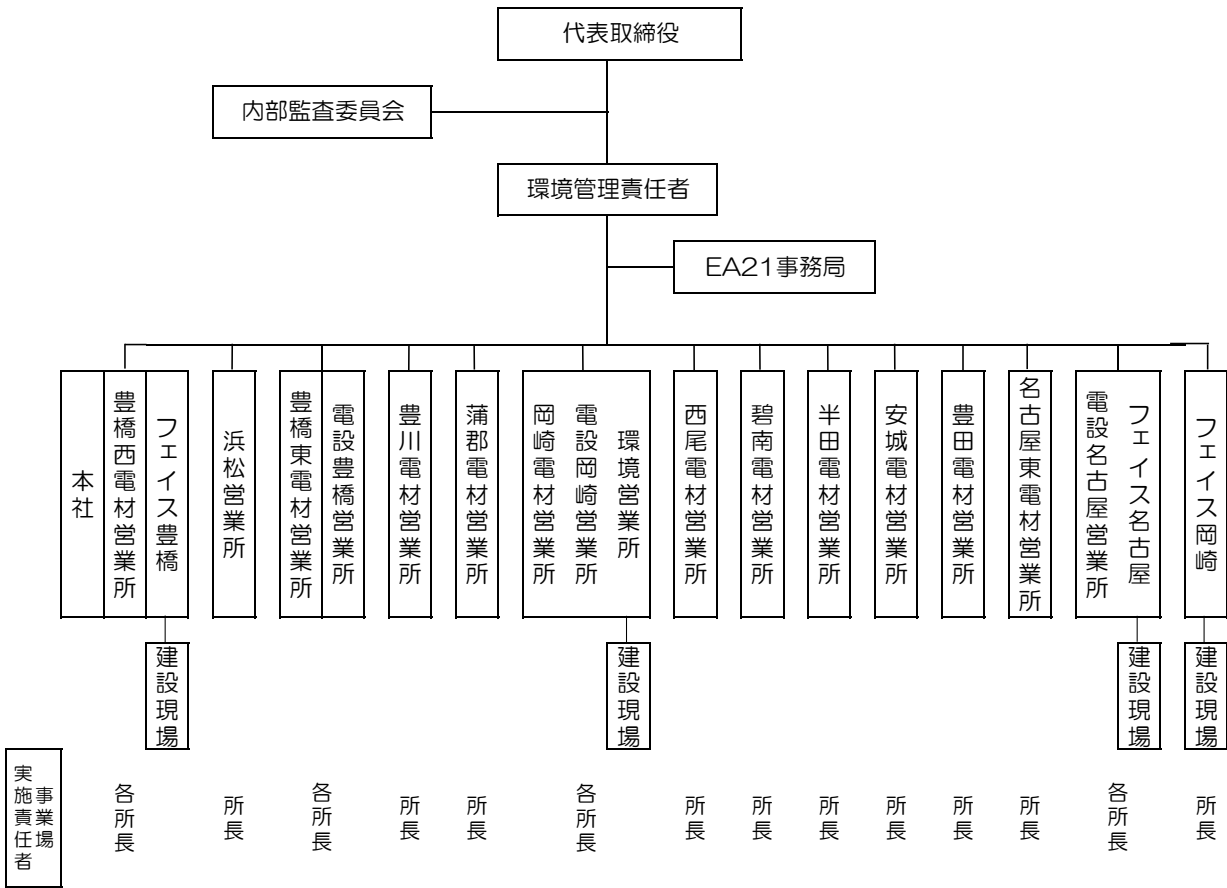 代表取締役
内部監査委員会
環境管理責任者
EA21事務局
本社
豊橋西電材営業所
フェイス豊橋
浜松営業所
豊橋東電材営業所
電設豊橋営業所
豊川電材営業所
蒲郡電材営業所
岡崎電材営業所
電設岡崎営業所
環境営業所
西尾電材営業所
碧南電材営業所
半田電材営業所
安城電材営業所
豊田電材営業所
名古屋東電材営業所
電設名古屋営業所
フェイス名古屋
フェイス岡崎
建設現場
建設現場
建設現場
建設現場
事業場
実施責任者
各所長
所長
各所長
所長
所長
各所長
所長
所長
所長
所長
所長
所長
各所長
所長